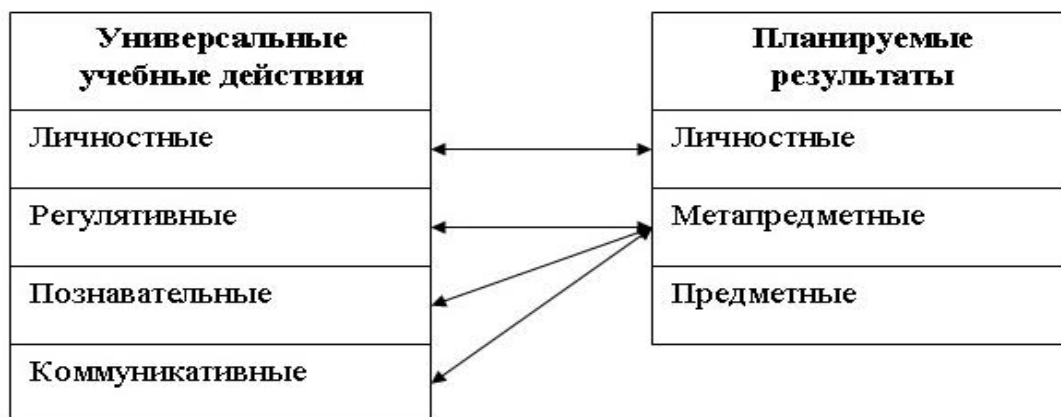 Универсальные
учебные действия
Личностные
Регулятивные
Познавательные
Коммуникативные
Планируемые
результаты
Личностные
Метапредметные
Предметные